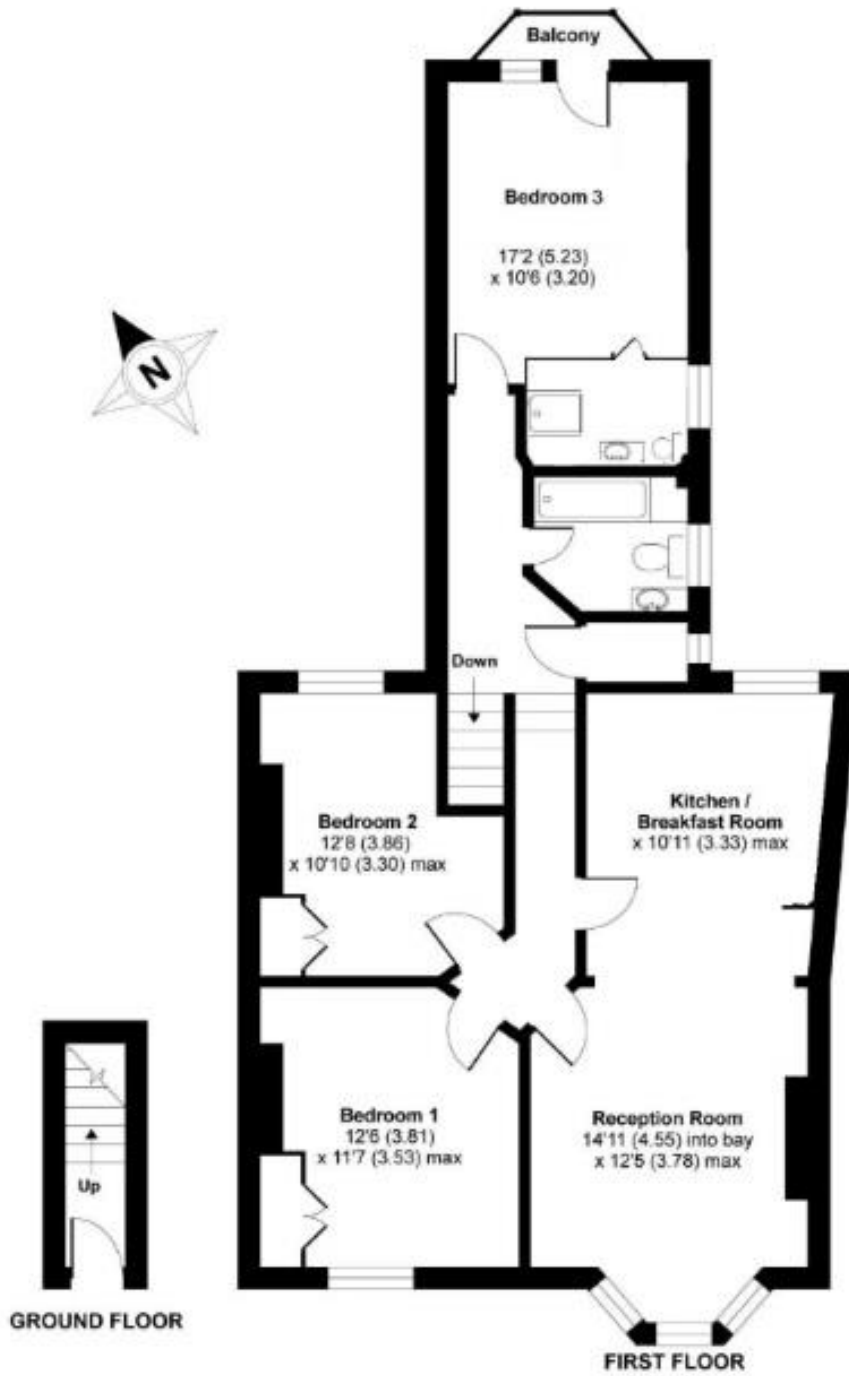 Balcony
Bedroom 3
17'2 (5.23)
x 10'6 (3.20)
N
Down
Kitchen /
Breakfast Room
x 10'11 (3.33) max
Bedroom 2
12'8 (3.86)
x 10'10 (3.30) max
Bedroom 1
12'6 (3.81)
x 11'7 (3.53) max
Reception Room
14'11 (4.55) into bay
x 12'5 (3.78) max
Up
GROUND FLOOR
FIRST FLOOR